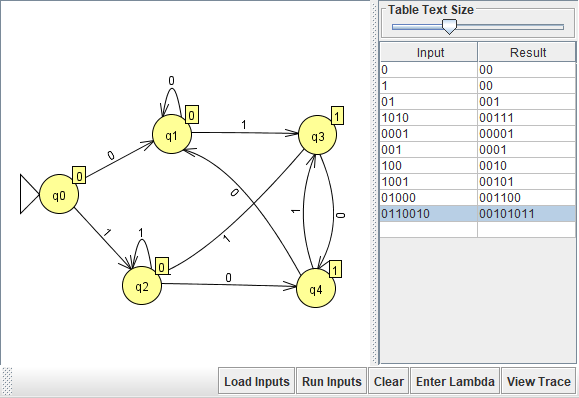 Table Text Size
Input Result
0 00
1 00
01 001
1010 00111
0001 00001
001 0001
100 0010
1001 00101
01000 001100
0110010 00101011
0
q1 0
1
q3 1
0
q0 0
1
1
q2 0
0
1
0
1
0
q4 1
Load Inputs Run Inputs Clear Enter Lambda View Trace